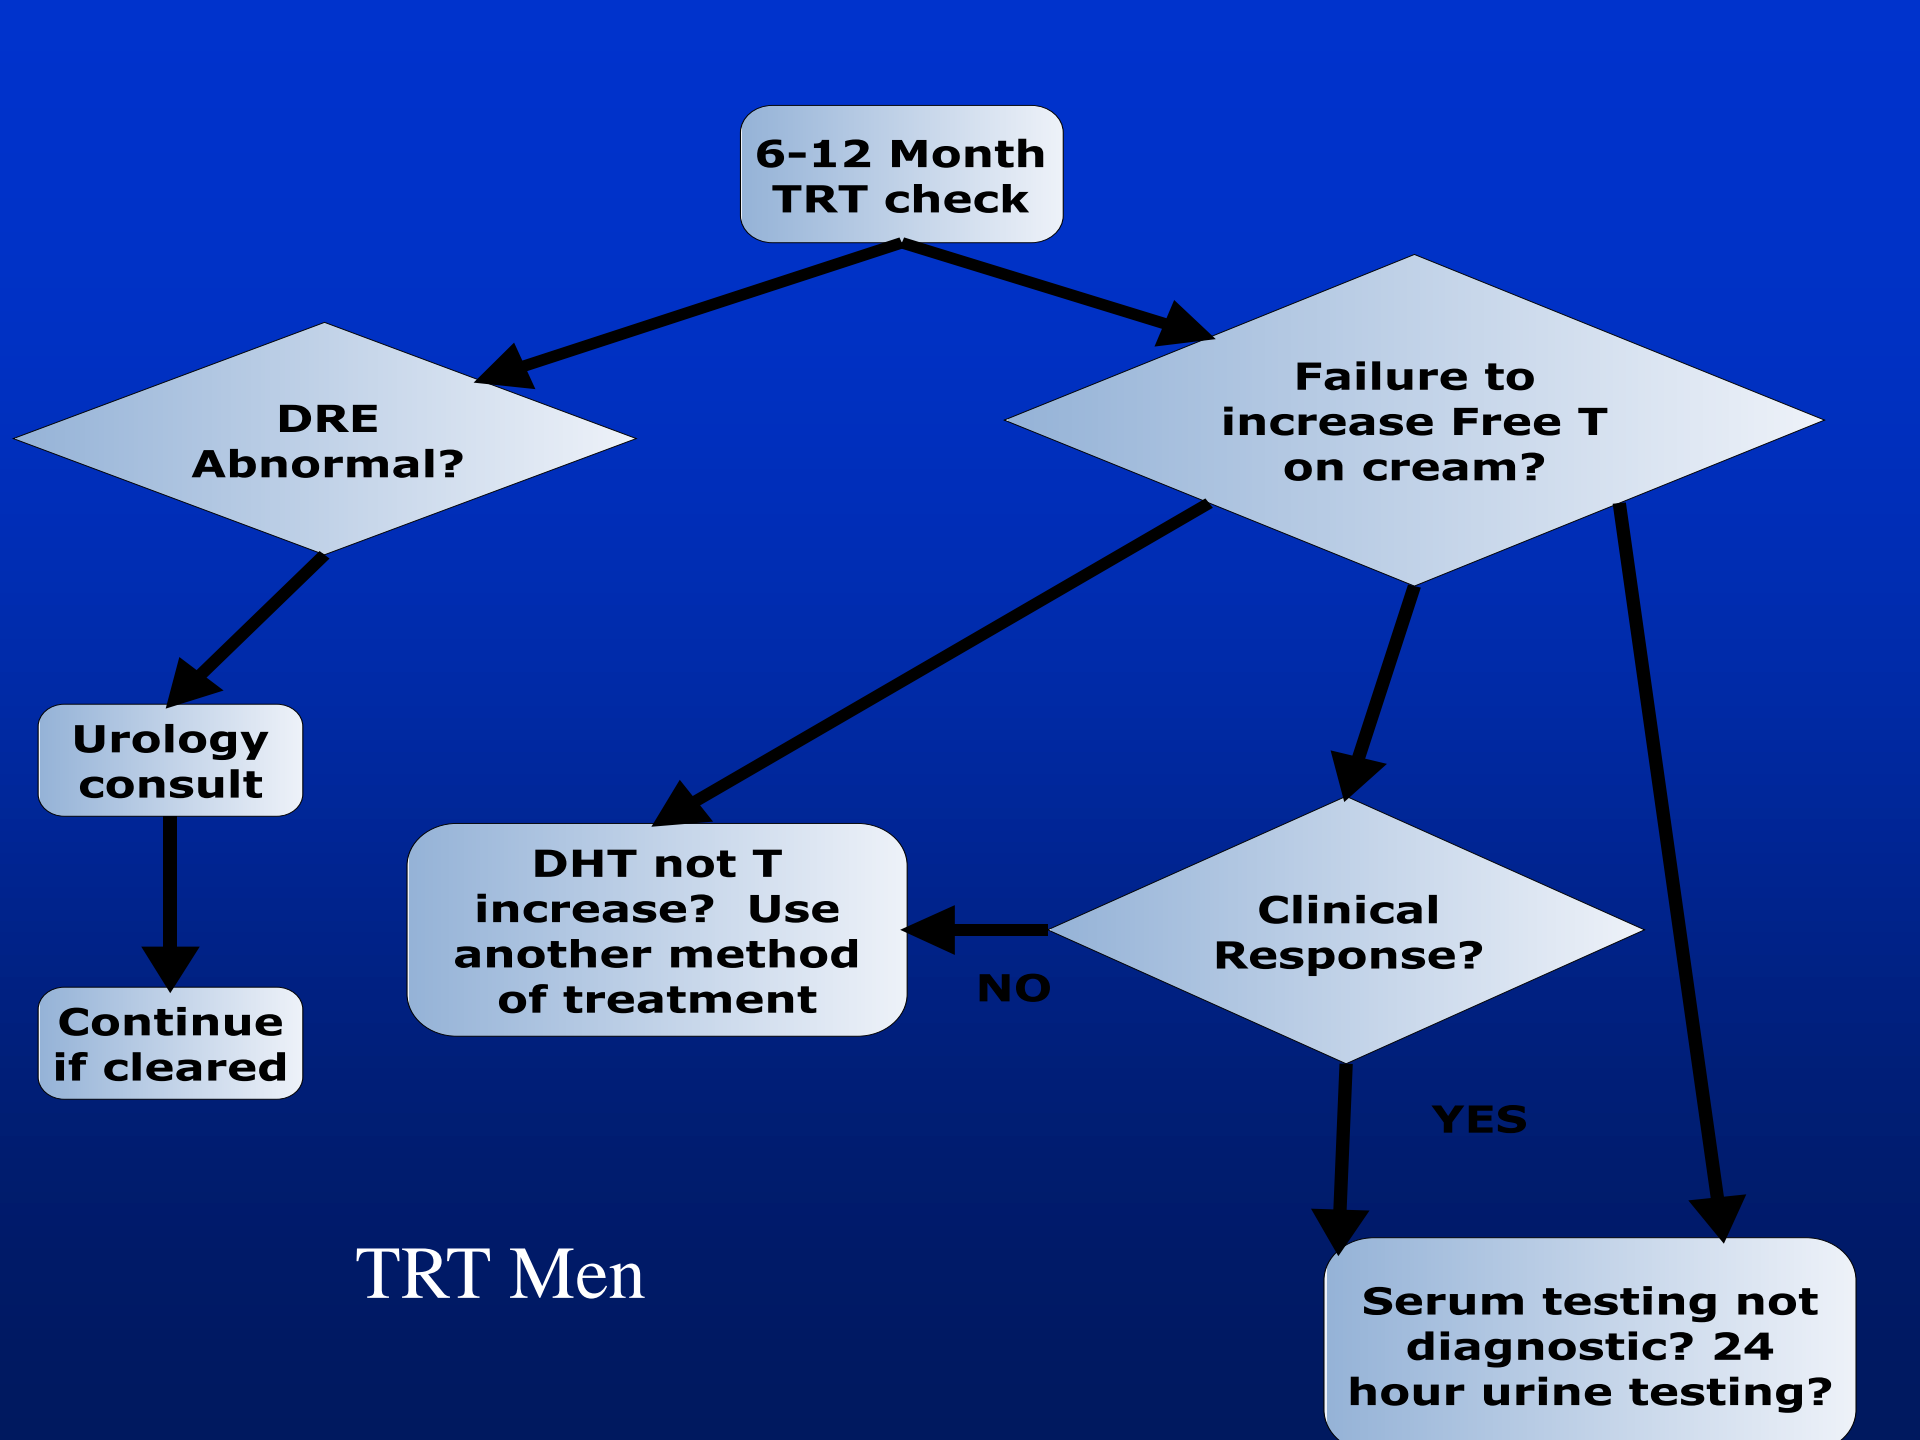 6-12 Month
TRT check
DRE
Abnormal?
Failure to
increase Free T
on cream?
Urology
consult
Continue
if cleared
DHT not T
increase?  Use
another method
of treatment
NO
Clinical
Response?
YES
Serum testing not
diagnostic? 24
hour urine testing?
TRT Men